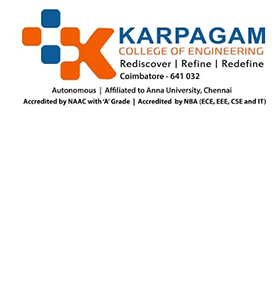 KARPAGAM
COLLEGE OF ENGINEERING
Rediscover | Refine | Redefine
Coimbatore - 641 032
Autonomous | Affiliated to Anna University, Chennai
Accredited by NAAC with 'A' Grade | Accredited by NBA (ECE, EEE, CSE and IT)